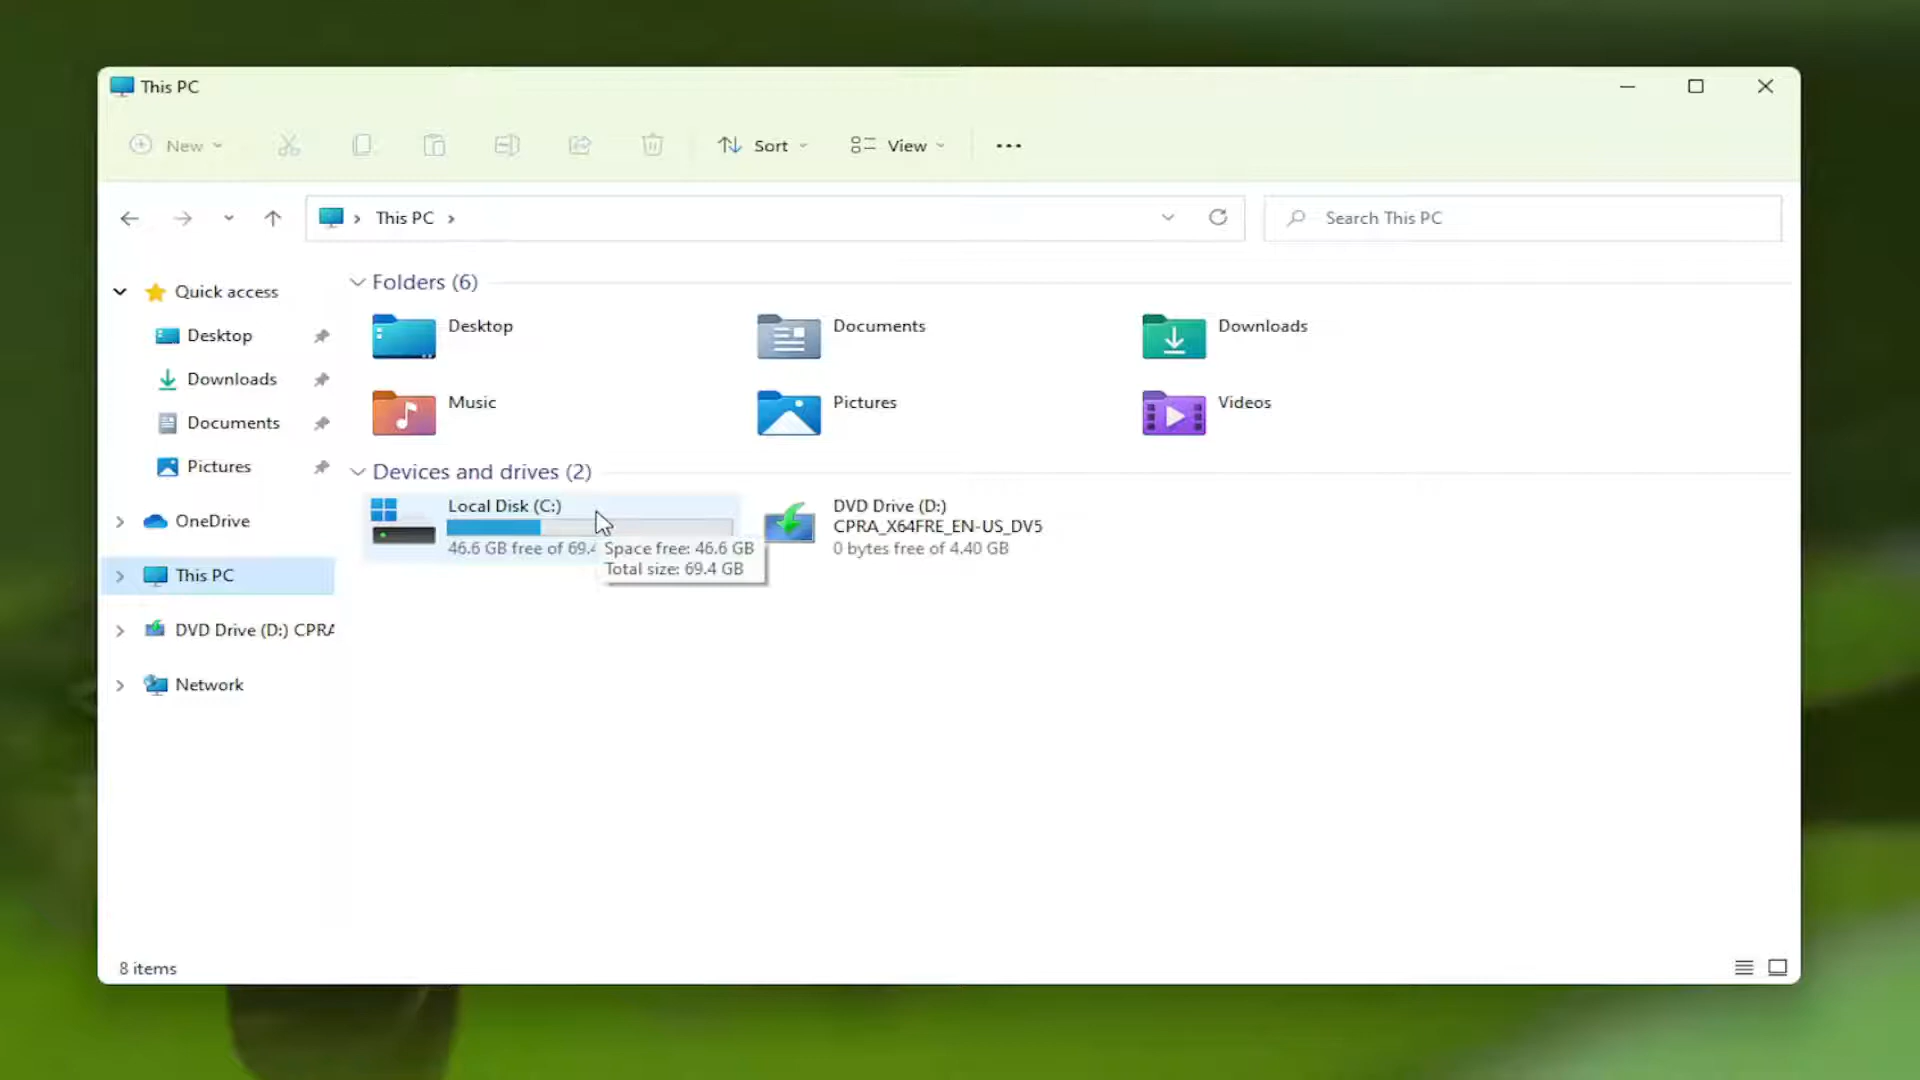 This PC
New
Sort
View
This PC
Search This PC
Quick access
Desktop
Downloads
Documents
Pictures
OneDrive
This PC
DVD Drive (D:) CPRA
Network
Folders (6)
Desktop
Documents
Downloads
Music
Pictures
Videos
Devices and drives (2)
Local Disk (C:)
46.6 GB free of 69.4
Space free: 46.6 GB
Total size: 69.4 GB
DVD Drive (D:)
CPRA_X64FRE_EN-US_DV5
0 bytes free of 4.40 GB
8 items